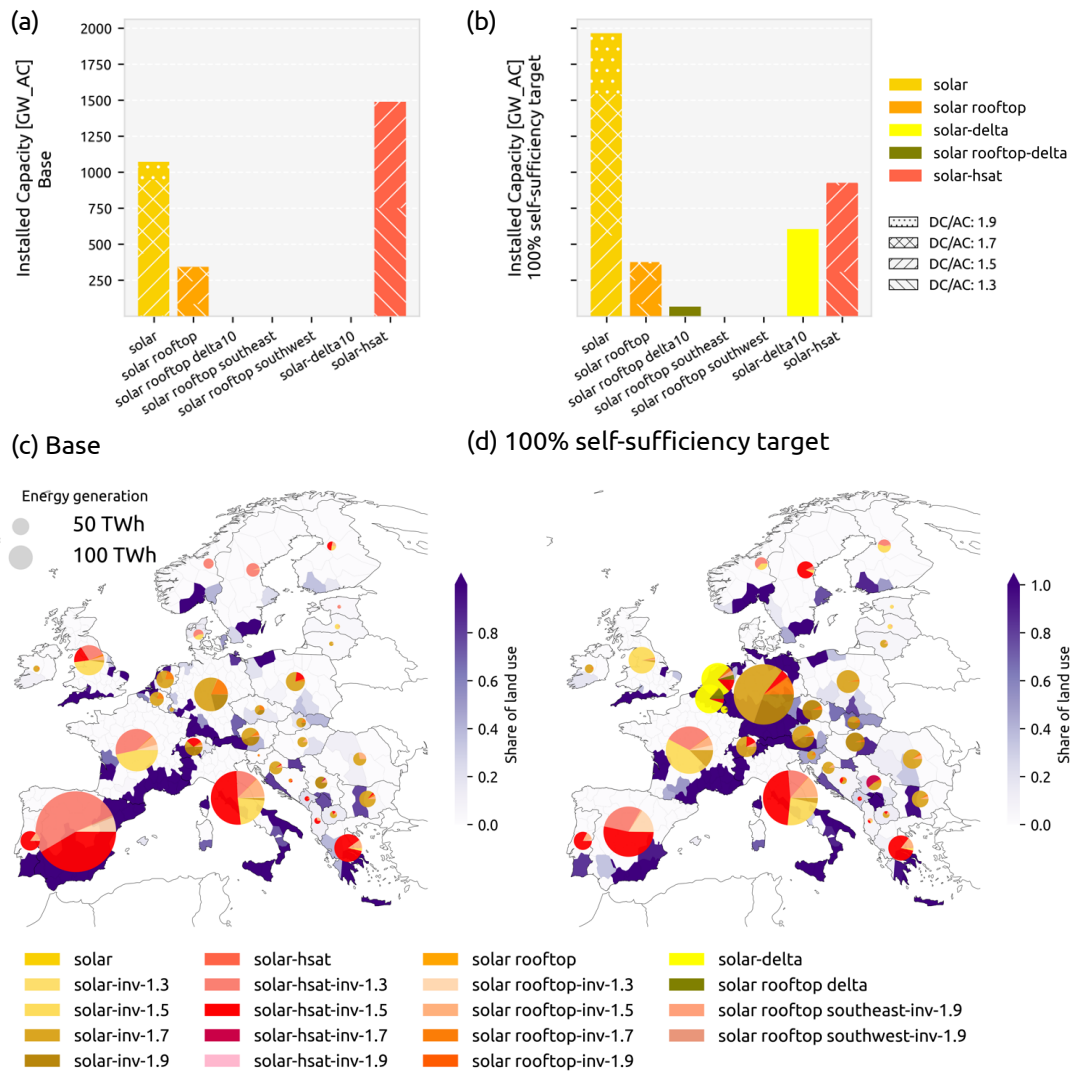 (a)
Installed Capacity [GW_AC]
Base
2000
1750
1500
1250
1000
750
500
250
solar
solar rooftop
solar rooftop delta10
solar rooftop southeast
solar rooftop southwest
solar-delta10
solar-hsat
(b)
Installed Capacity [GW_AC]
100% self-sufficiency target
solar
solar rooftop
solar rooftop delta10
solar rooftop southeast
solar rooftop southwest
solar-delta10
solar-hsat
solar
solar rooftop
solar-delta
solar rooftop-delta
solar-hsat
DC/AC: 1.9
DC/AC: 1.7
DC/AC: 1.5
DC/AC: 1.3
(c) Base
Energy generation
50 TWh
100 TWh
0.8
0.6
0.4
0.2
0.0
Share of land use
(d) 100% self-sufficiency target
1.0
0.8
0.6
0.4
0.2
0.0
Share of land use
solar
solar-inv-1.3
solar-inv-1.5
solar-inv-1.7
solar-inv-1.9
solar-hsat
solar-hsat-inv-1.3
solar-hsat-inv-1.5
solar-hsat-inv-1.7
solar-hsat-inv-1.9
solar rooftop
solar rooftop-inv-1.3
solar rooftop-inv-1.5
solar rooftop-inv-1.7
solar rooftop-inv-1.9
solar-delta
solar rooftop delta
solar rooftop southeast-inv-1.9
solar rooftop southwest-inv-1.9